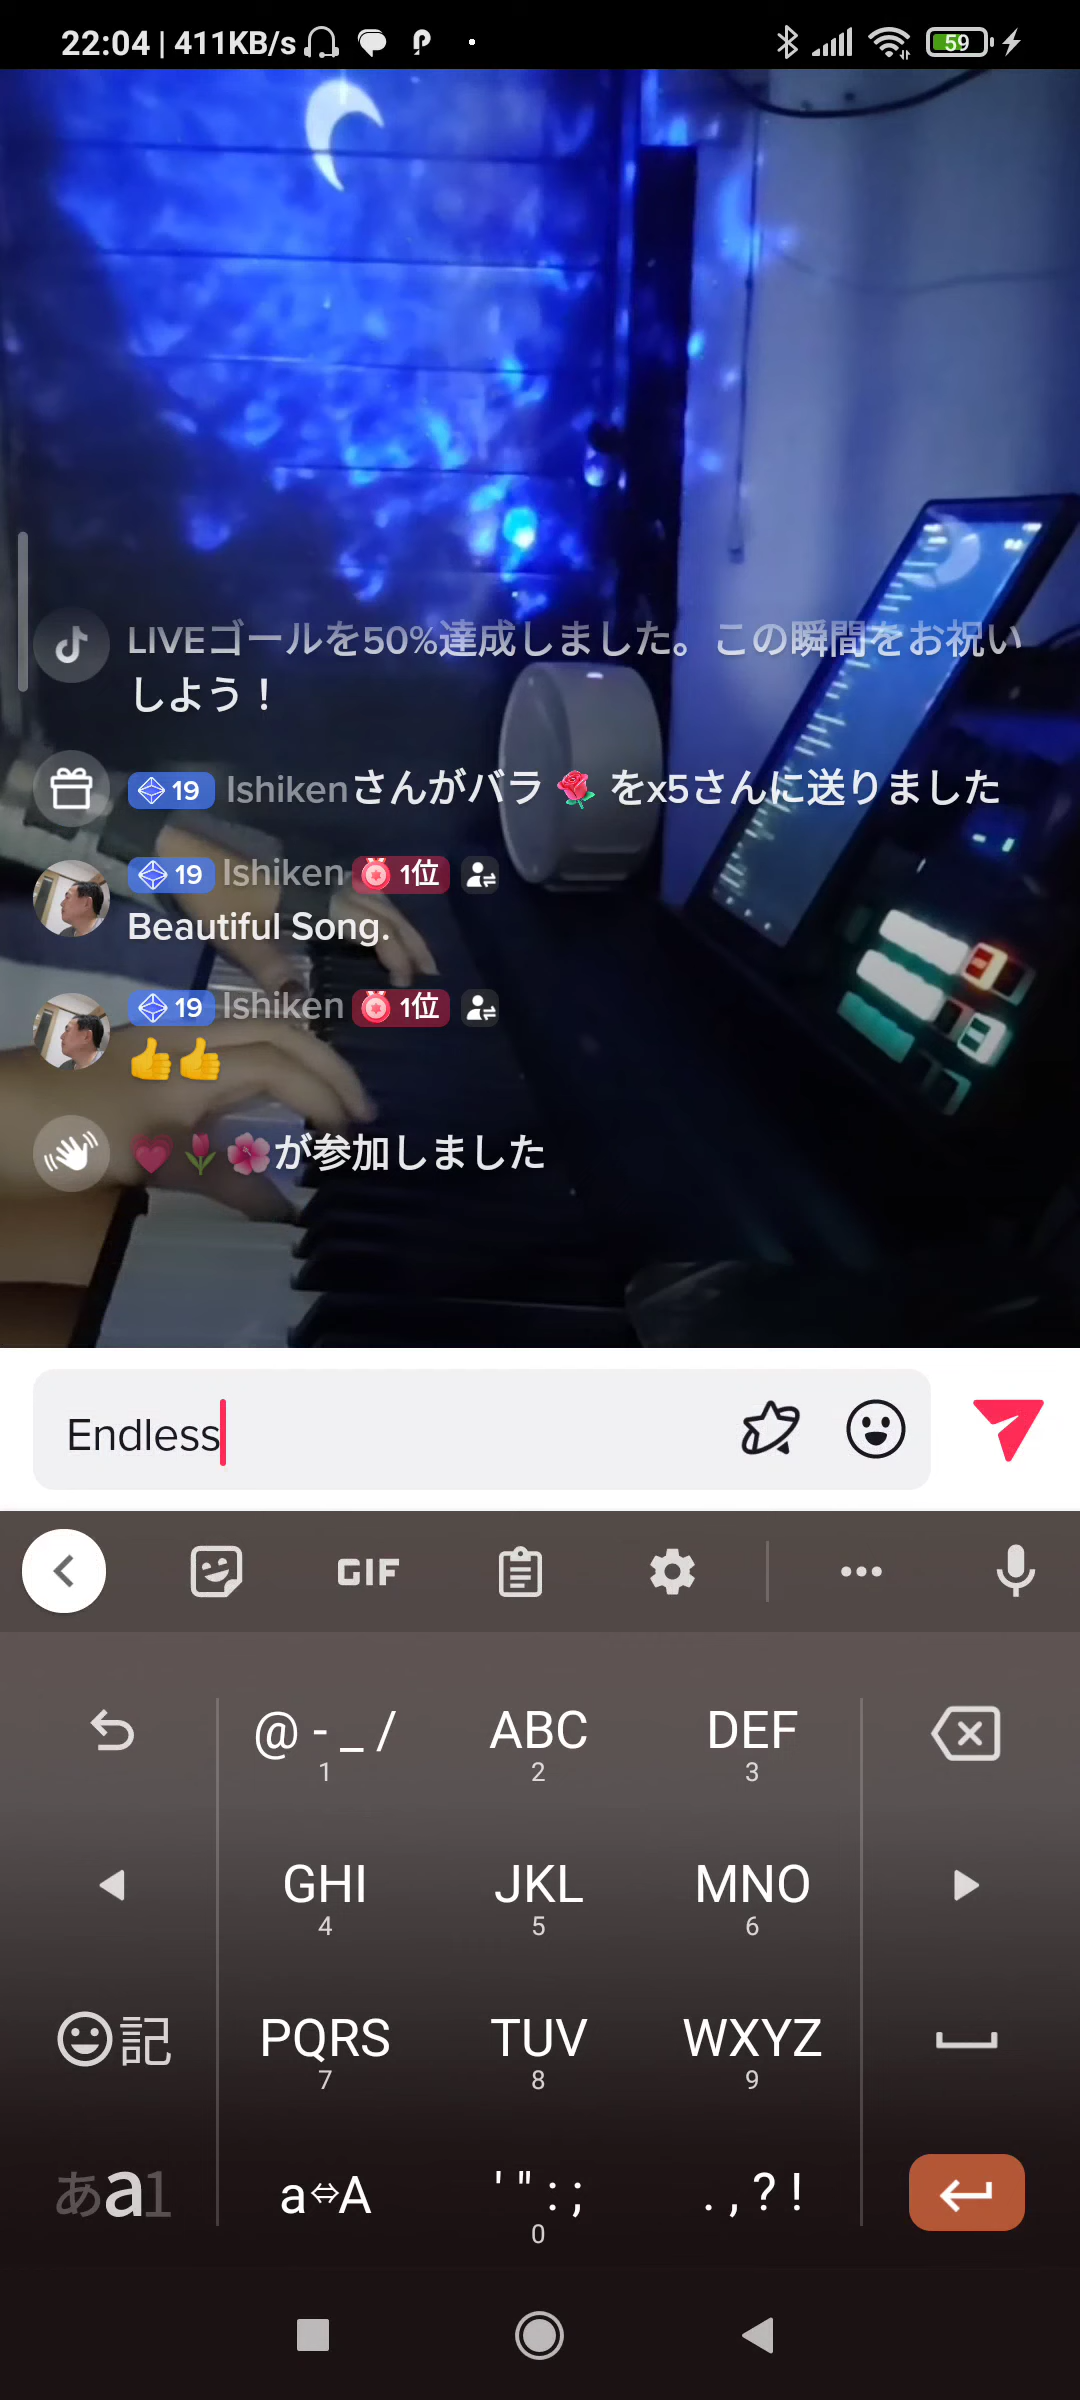 22:04 | 411KB/s
59
LIVEゴールを50%達成しました。この瞬間をお祝い
しよう！
19 Ishikenさんがバラ 🌹 をx5さんに送りました
19 Ishiken 1位
Beautiful Song.
19 Ishiken 1位
👍👍
💗🌷🌺が参加しました
Endless
GIF
@ - _ / ABC DEF
1 2 3
GHI JKL MNO
4 5 6
記 PQRS TUV WXYZ
7 8 9
あa1 a⇔A ' " : ; . , ? !
0